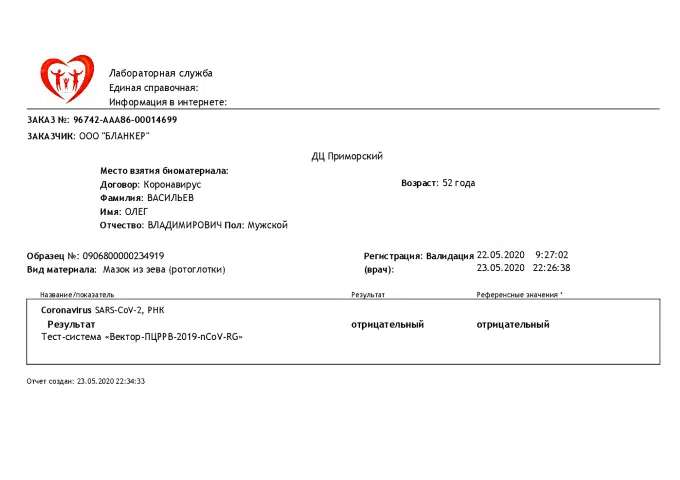 Лабораторная служба
Единая справочная:
Информация в интернете:
ЗАКАЗ №: 96742-AAA86-00014699
ЗАКАЗЧИК: ООО "БЛАНКЕР"
ДЦ Приморский
Место взятия биоматериала:
Договор: Коронавирус
Возраст: 52 года
Фамилия: ВАСИЛЬЕВ
Имя: ОЛЕГ
Отчество: ВЛАДИМИРОВИЧ Пол: Мужской
Образец №: 0906800000234919
Регистрация: Валидация 22.05.2020 9:27:02
Вид материала: Мазок из зева (ротоглотки)
(врач): 23.05.2020 22:26:38
Название/показатель Результат Референсные значения *
Coronavirus SARS-CoV-2, РНК
Результат отрицательный отрицательный
Тест-система «Вектор-ПЦРРВ-2019-nCoV-RG»
Отчет создан: 23.05.2020 22:34:33